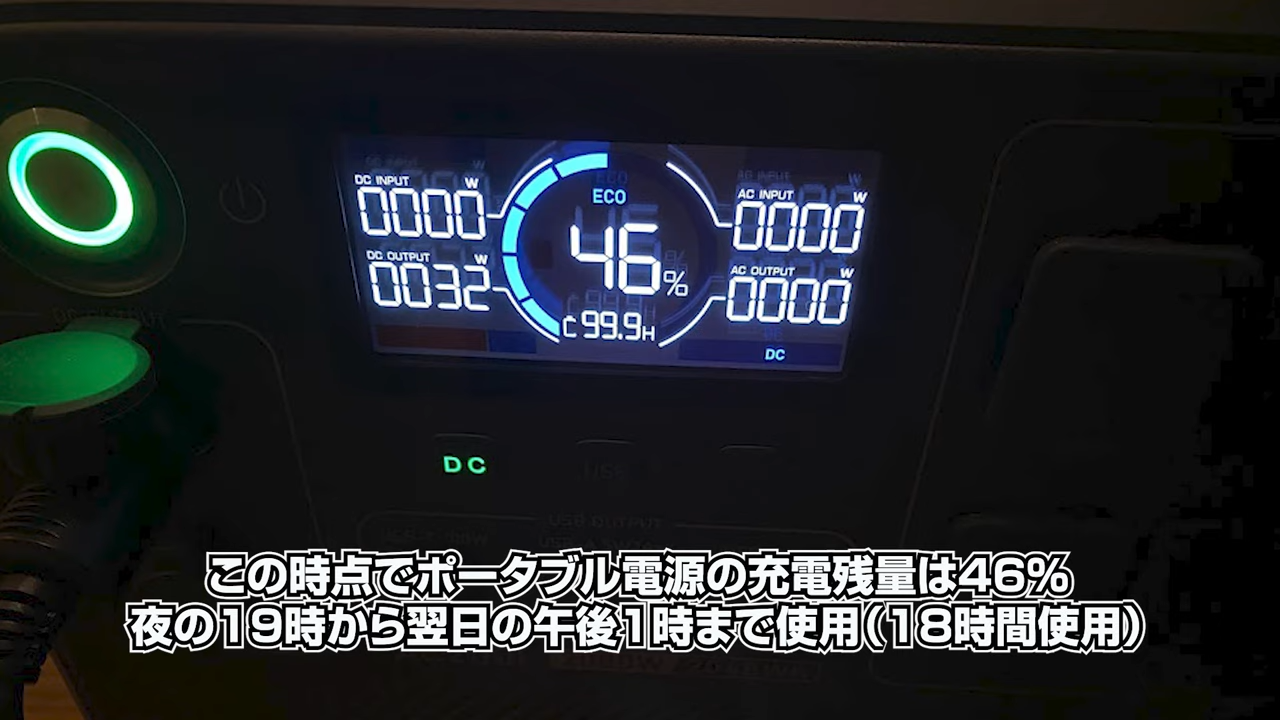 DC INPUT
W
0000
DC OUTPUT
W
0032
ECO
46%
99.9H
AC INPUT
W
0000
AC OUTPUT
W
0000
DC
DC
USB OUTPUT
この時点でポータブル電源の充電残量は46%
夜の19時から翌日の午後1時まで使用(18時間使用)